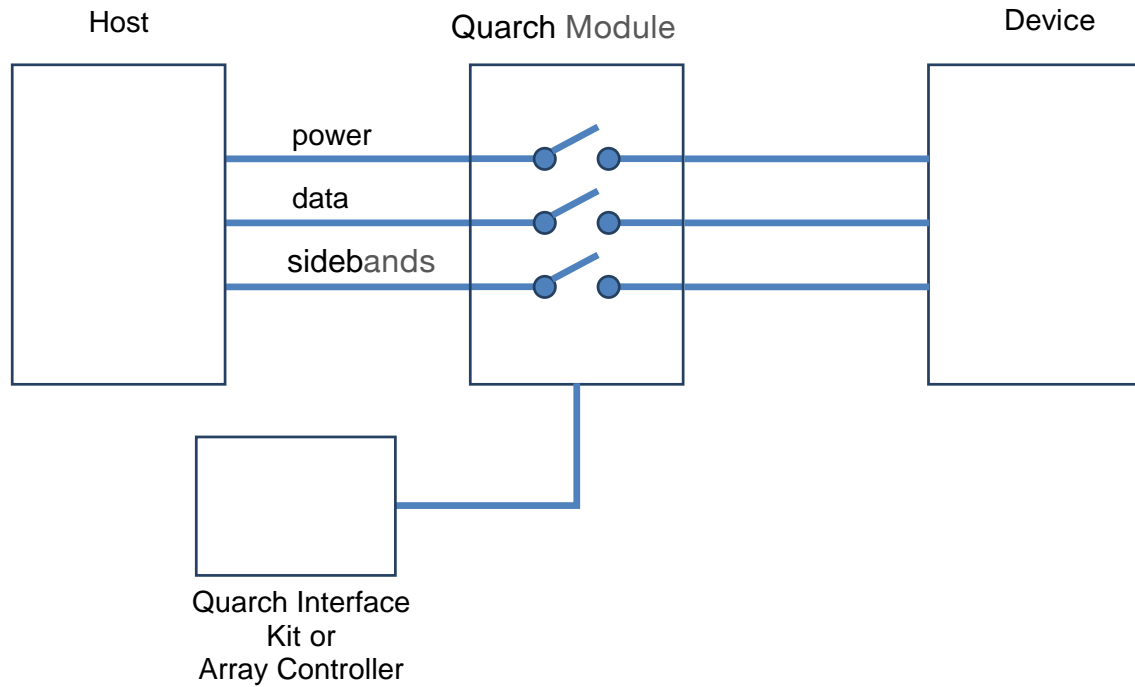 Host
Quarch Module
Device
power
data
sidebands
Quarch Interface
Kit or
Array Controller